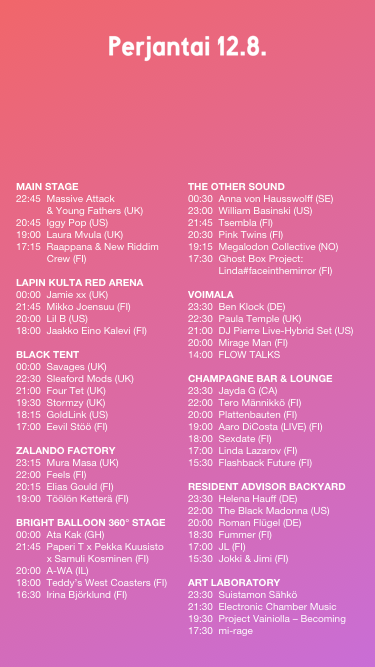 Perjantai 12.8.
MAIN STAGE
22:45 Massive Attack
& Young Fathers (UK)
20:45 Iggy Pop (US)
19:00 Laura Mvula (UK)
17:15 Raappana & New Riddim
Crew (FI)
LAPIN KULTA RED ARENA
00:00 Jamie xx (UK)
21:45 Mikko Joensuu (FI)
20:00 Lil B (US)
18:00 Jaakko Eino Kalevi (FI)
BLACK TENT
00:00 Savages (UK)
22:30 Sleaford Mods (UK)
21:00 Four Tet (UK)
19:30 Stormzy (UK)
18:15 GoldLink (US)
17:00 Eevil Stöö (FI)
ZALANDO FACTORY
23:15 Mura Masa (UK)
22:00 Feels (FI)
20:15 Elias Gould (FI)
19:00 Töölön Ketterä (FI)
BRIGHT BALLOON 360° STAGE
00:00 Ata Kak (GH)
21:45 Paperi T x Pekka Kuusisto
x Samuli Kosminen (FI)
20:00 A-WA (IL)
18:00 Teddy's West Coasters (FI)
16:30 Irina Björklund (FI)
THE OTHER SOUND
00:30 Anna von Hausswolff (SE)
23:00 William Basinski (US)
21:45 Tsembla (FI)
20:30 Pink Twins (FI)
19:15 Megalodon Collective (NO)
17:30 Ghost Box Project:
Linda#faceinthemirror (FI)
VOIMALA
23:30 Ben Klock (DE)
22:30 Paula Temple (UK)
21:00 DJ Pierre Live-Hybrid Set (US)
20:00 Mirage Man (FI)
14:00 FLOW TALKS
CHAMPAGNE BAR & LOUNGE
23:30 Jayda G (CA)
22:00 Tero Männikkö (FI)
20:00 Plattenbauten (FI)
19:00 Aaro DiCosta (LIVE) (FI)
18:00 Sexdate (FI)
17:00 Linda Lazarov (FI)
15:30 Flashback Future (FI)
RESIDENT ADVISOR BACKYARD
23:30 Helena Hauff (DE)
22:00 The Black Madonna (US)
20:00 Roman Flügel (DE)
18:30 Fummer (FI)
17:00 JL (FI)
15:30 Jokki & Jimi (FI)
ART LABORATORY
23:30 Suistamon Sähkö
21:30 Electronic Chamber Music
19:30 Project Vainiolla – Becoming
17:30 mi-rage